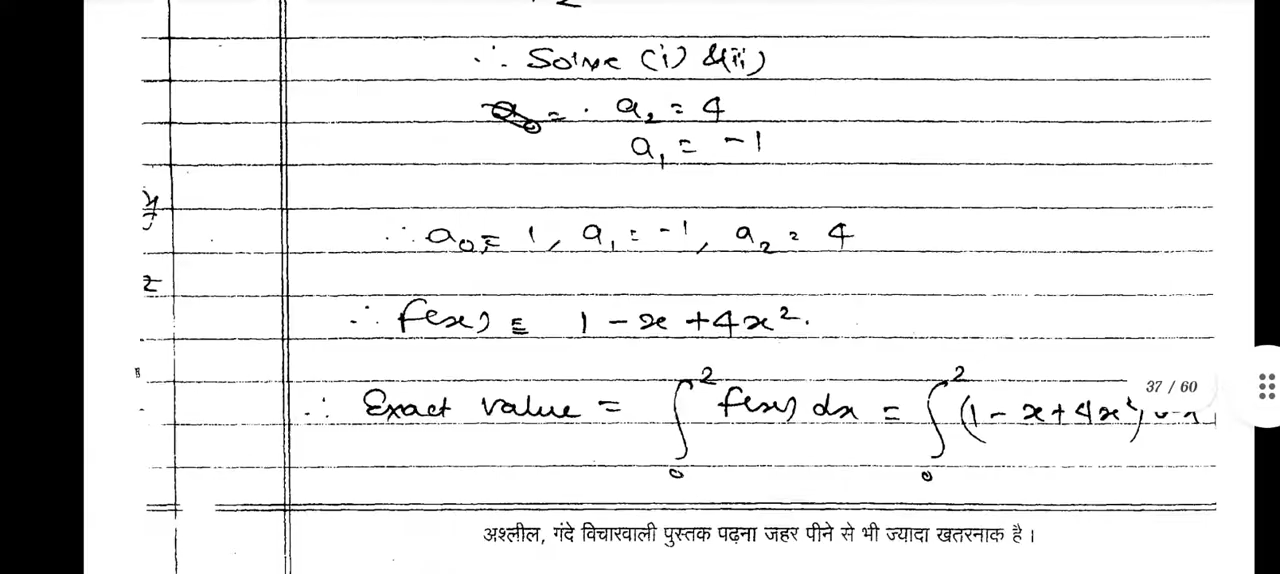 ∴ Solve (i) & (ii)
= . a₂ = 4
a₁ = -1
∴ a₀ = 1, a₁ = -1, a₂ = 4
∴ f(x) = 1 - x + 4x².
37 / 60
∴ Exact value = ∫₀² f(x) dx = ∫₀² (1 - x + 4x²)
अश्लील, गंदे विचारवाली पुस्तक पढ़ना जहर पीने से भी ज्यादा खतरनाक है।